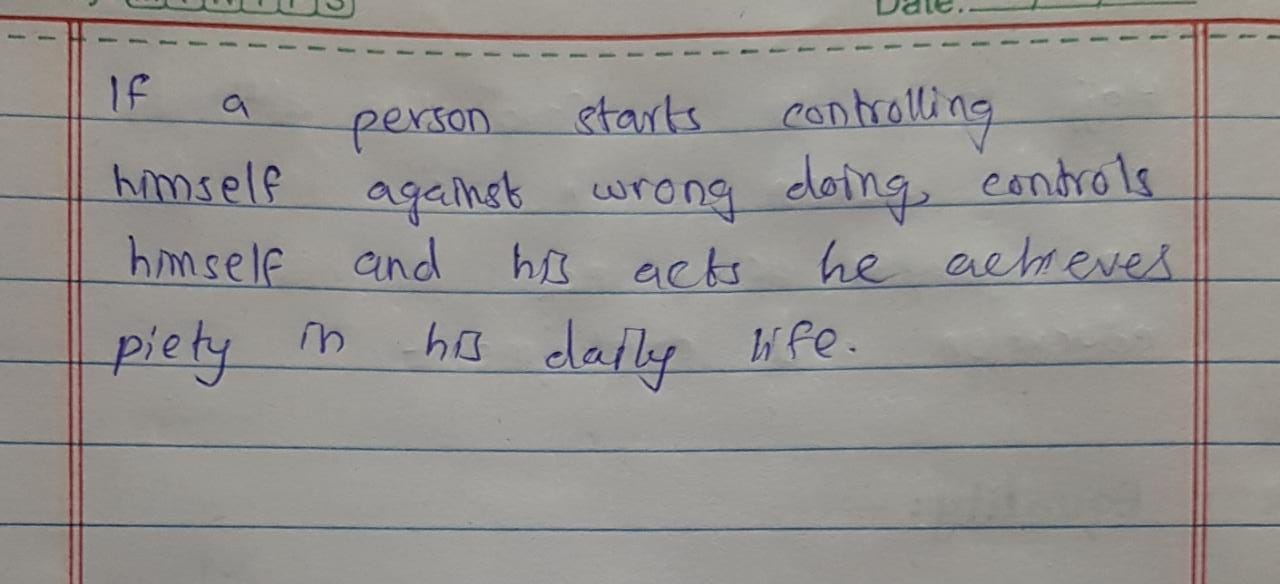 Date:
If a person starts controlling
himself against wrong doing, controls
himself and his acts he achieves
piety in his daily life.